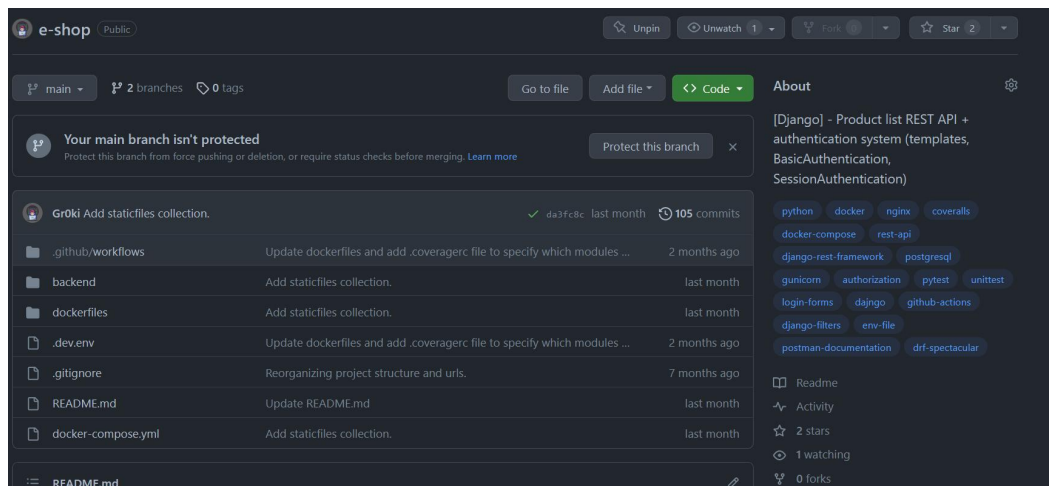 e-shop Public Unpin Unwatch 1 Fork 0 Star 2
main 2 branches 0 tags Go to file Add file Code
Your main branch isn't protected
Protect this branch from force pushing or deletion, or require status checks before merging. Learn more
Protect this branch
Gr0ki Add staticfiles collection. da3fc8c last month 105 commits
.github/workflows Update dockerfiles and add .coveragerc file to specify which modules ... 2 months ago
backend Add staticfiles collection. last month
dockerfiles Add staticfiles collection. last month
.dev.env Update dockerfiles and add .coveragerc file to specify which modules ... 2 months ago
.gitignore Reorganizing project structure and urls. 7 months ago
README.md Update README.md last month
docker-compose.yml Add staticfiles collection. last month
README.md
About
[Django] - Product list REST API +
authentication system (templates,
BasicAuthentication,
SessionAuthentication)
python docker nginx coveralls
docker-compose rest-api
django-rest-framework postgresql
gunicorn authorization pytest unittest
login-forms dajngo github-actions
django-filters env-file
postman-documentation drf-spectacular
Readme
Activity
2 stars
1 watching
0 forks